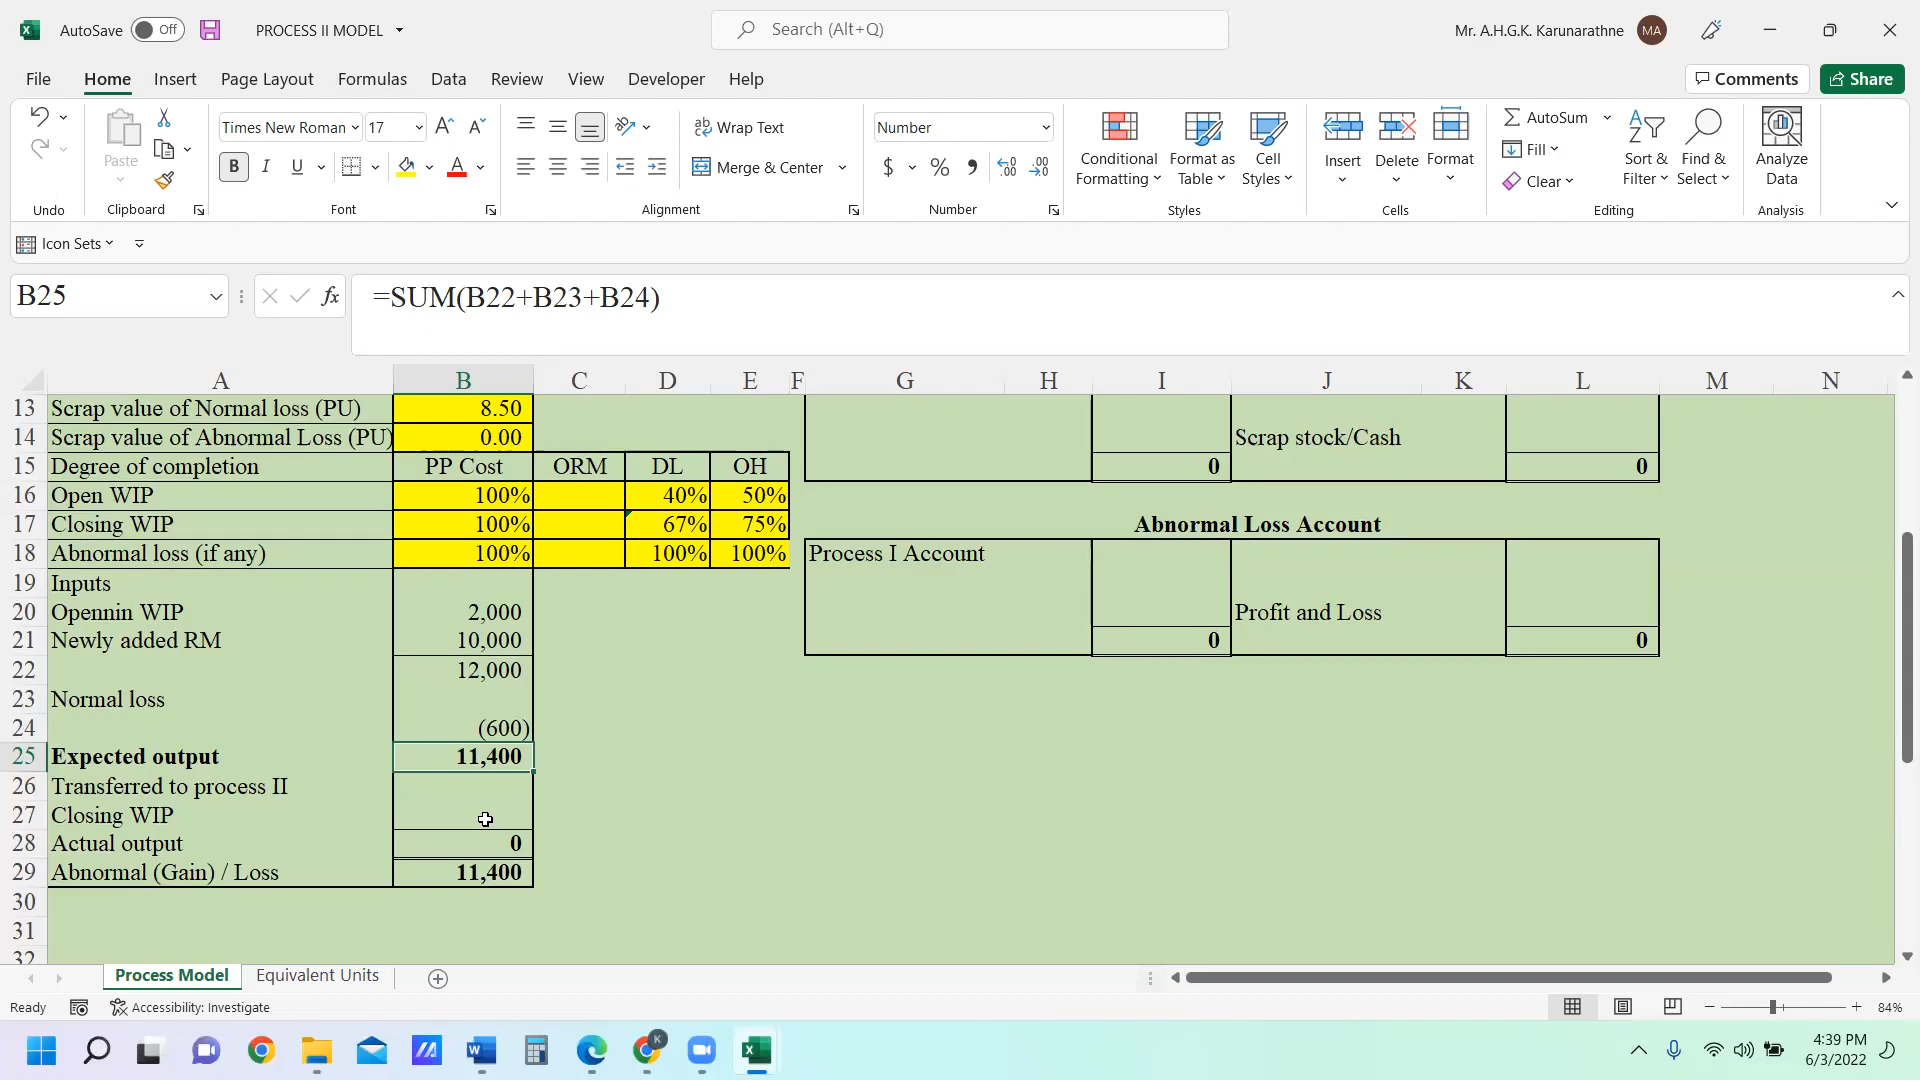 AutoSave Off PROCESS II MODEL Search (Alt+Q) Mr. A.H.G.K. Karunarathne MA
File Home Insert Page Layout Formulas Data Review View Developer Help Comments Share
Times New Roman 17 Wrap Text Number AutoSum
Paste B I U Merge & Center $ % Conditional Formatting Format as Table Cell Styles Insert Delete Format Fill Clear Sort & Filter Find & Select Analyze Data
Undo Clipboard Font Alignment Number Styles Cells Editing Analysis
Icon Sets
B25 fx =SUM(B22+B23+B24)
A B C D E F G H I J K L M N
13 Scrap value of Normal loss (PU) 8.50
14 Scrap value of Abnormal Loss (PU) 0.00 Scrap stock/Cash
15 Degree of completion PP Cost ORM DL OH 0 0
16 Open WIP 100% 40% 50%
17 Closing WIP 100% 67% 75% Abnormal Loss Account
18 Abnormal loss (if any) 100% 100% 100% Process I Account
19 Inputs
20 Opennin WIP 2,000 Profit and Loss
21 Newly added RM 10,000 0 0
22 12,000
23 Normal loss
24 (600)
25 Expected output 11,400
26 Transferred to process II
27 Closing WIP
28 Actual output 0
29 Abnormal (Gain) / Loss 11,400
30
31
32
Process Model Equivalent Units
Ready Accessibility: Investigate 84%
K 4:39 PM
6/3/2022